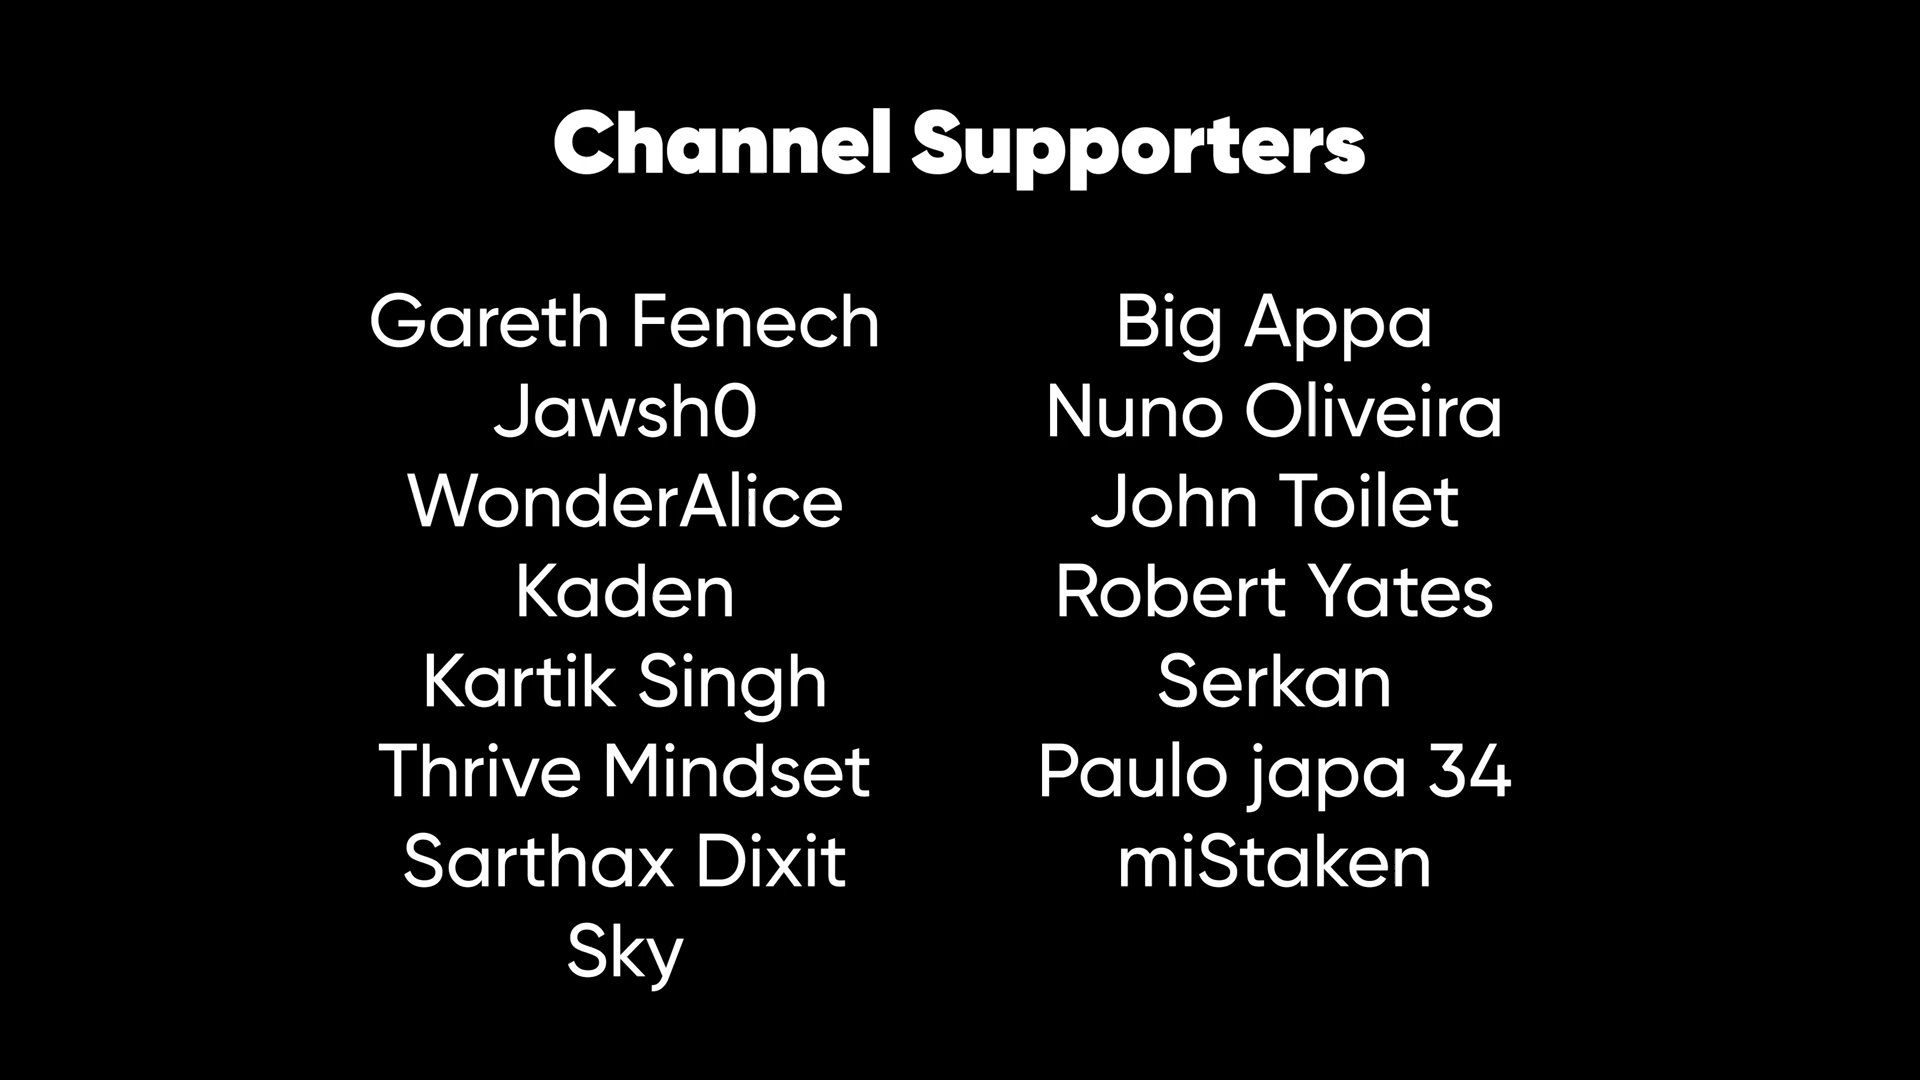 Channel Supporters
Gareth Fenech
Jawsh0
WonderAlice
Kaden
Kartik Singh
Thrive Mindset
Sarthax Dixit
Sky
Big Appa
Nuno Oliveira
John Toilet
Robert Yates
Serkan
Paulo japa 34
miStaken